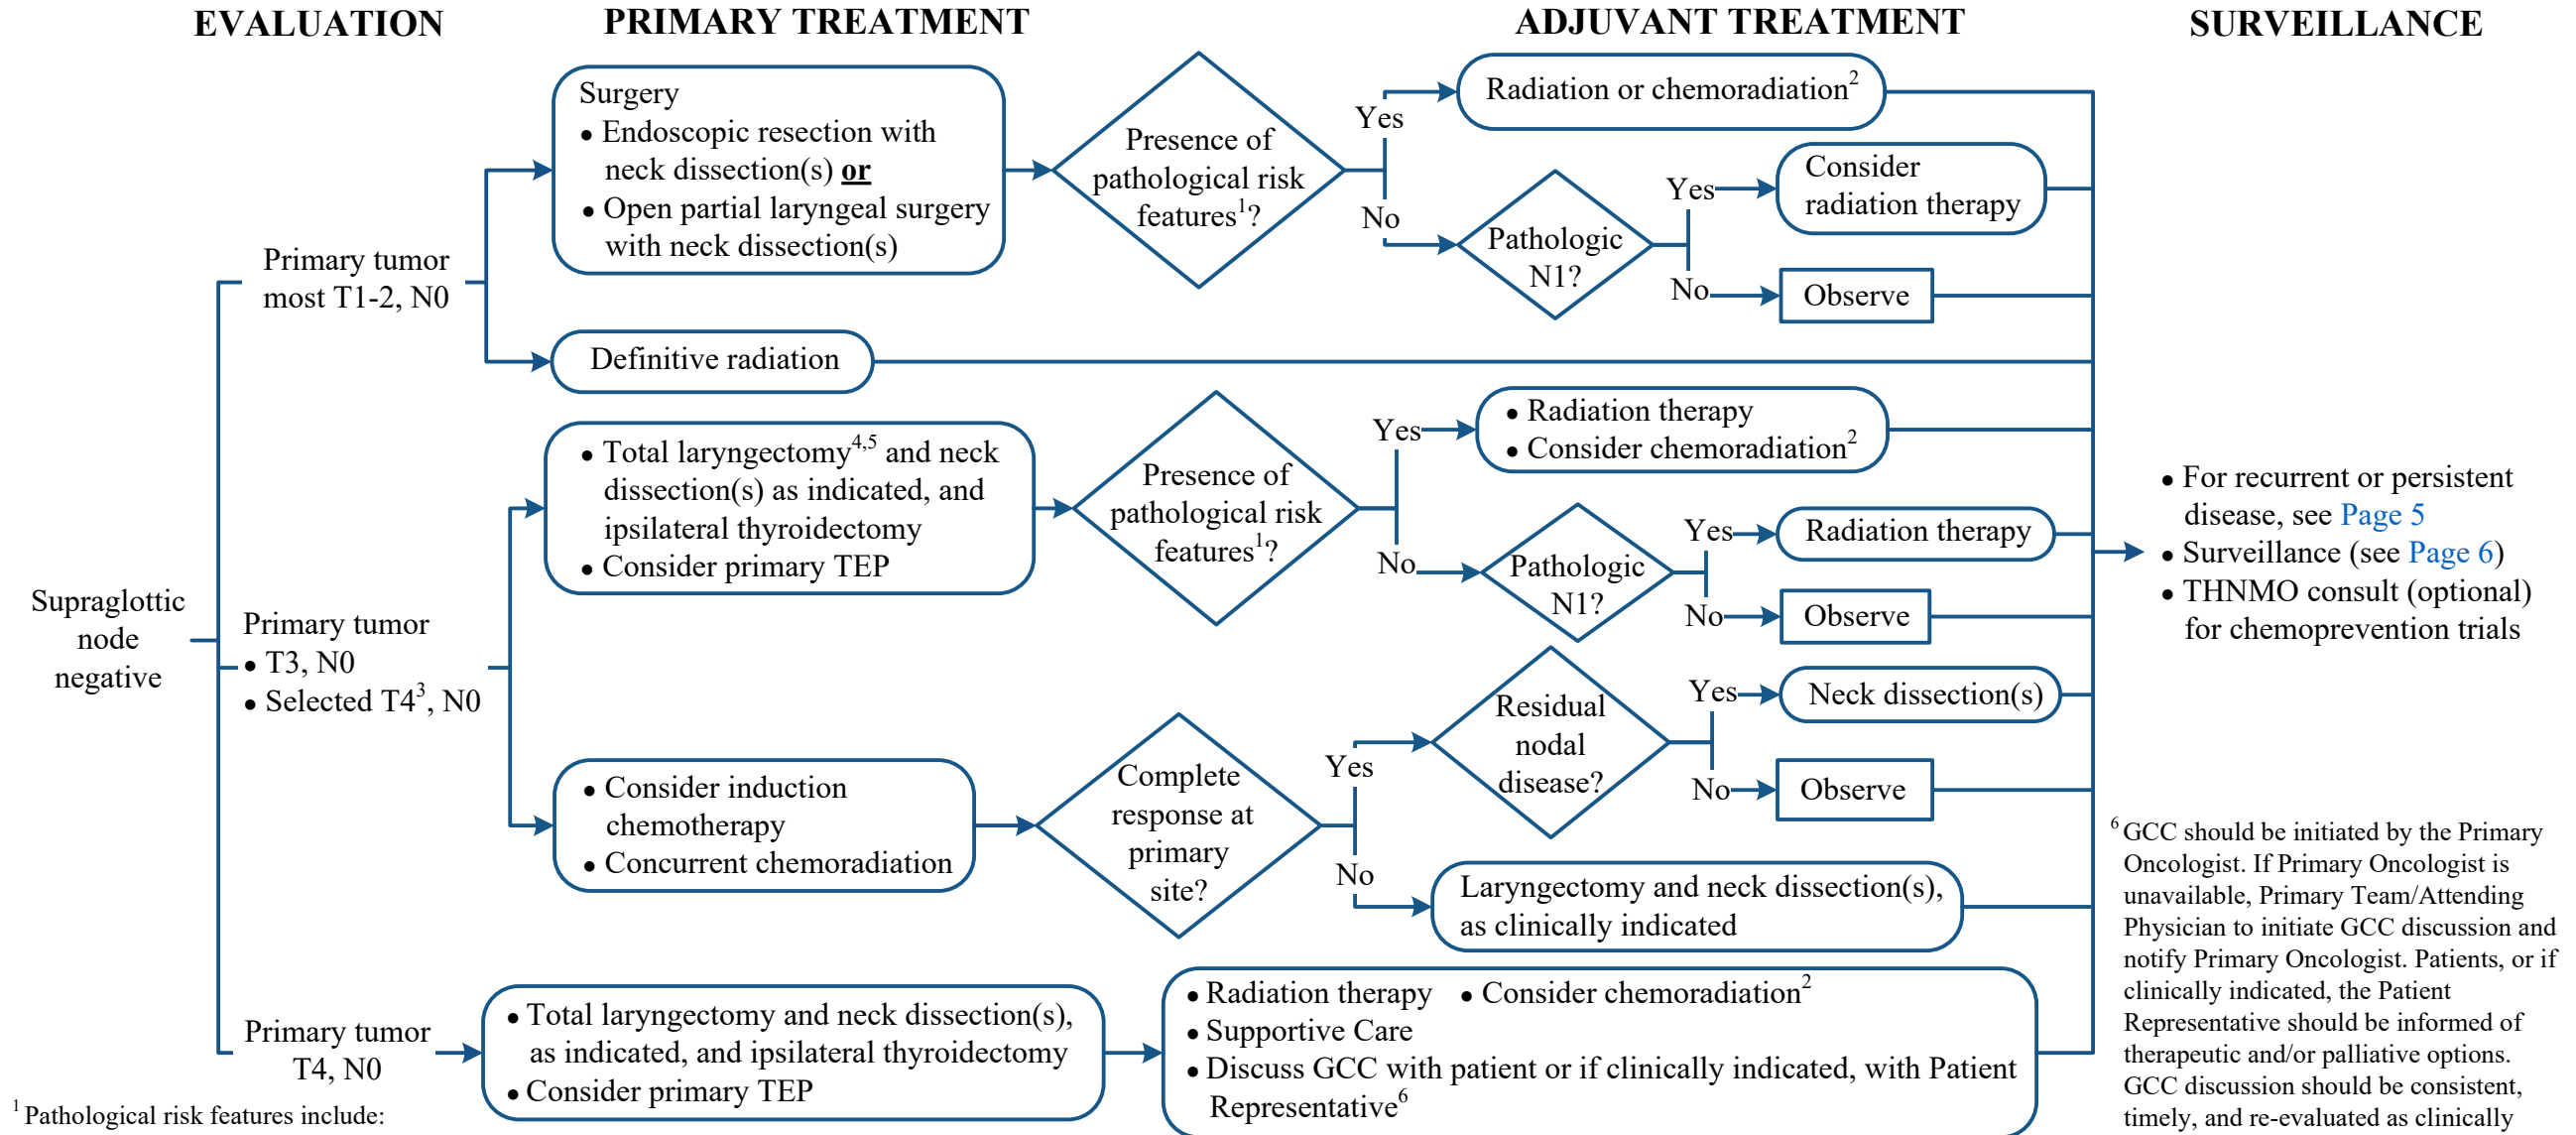 EVALUATION
PRIMARY TREATMENT
ADJUVANT TREATMENT
SURVEILLANCE
Supraglottic
node
negative
Primary tumor
most T1-2, N0
Surgery
• Endoscopic resection with
neck dissection(s) or
• Open partial laryngeal surgery
with neck dissection(s)
Presence of
pathological risk
features¹?
Yes
Radiation or chemoradiation²
No
Pathologic
N1?
Yes
Consider
radiation therapy
No
Observe
Definitive radiation
Primary tumor
• T3, N0
• Selected T4³, N0
• Total laryngectomy⁴,⁵ and neck
dissection(s) as indicated, and
ipsilateral thyroidectomy
• Consider primary TEP
Presence of
pathological risk
features¹?
Yes
• Radiation therapy
• Consider chemoradiation²
No
Pathologic
N1?
Yes
Radiation therapy
No
Observe
• Consider induction
chemotherapy
• Concurrent chemoradiation
Complete
response at
primary
site?
Yes
Residual
nodal
disease?
Yes
Neck dissection(s)
No
Observe
No
Laryngectomy and neck dissection(s),
as clinically indicated
Primary tumor
T4, N0
• Total laryngectomy and neck dissection(s),
as indicated, and ipsilateral thyroidectomy
• Consider primary TEP
• Radiation therapy • Consider chemoradiation²
• Supportive Care
• Discuss GCC with patient or if clinically indicated, with Patient
Representative⁶
• For recurrent or persistent
disease, see Page 5
• Surveillance (see Page 6)
• THNMO consult (optional)
for chemoprevention trials
⁶ GCC should be initiated by the Primary
Oncologist. If Primary Oncologist is
unavailable, Primary Team/Attending
Physician to initiate GCC discussion and
notify Primary Oncologist. Patients, or if
clinically indicated, the Patient
Representative should be informed of
therapeutic and/or palliative options.
GCC discussion should be consistent,
timely, and re-evaluated as clinically
¹ Pathological risk features include: